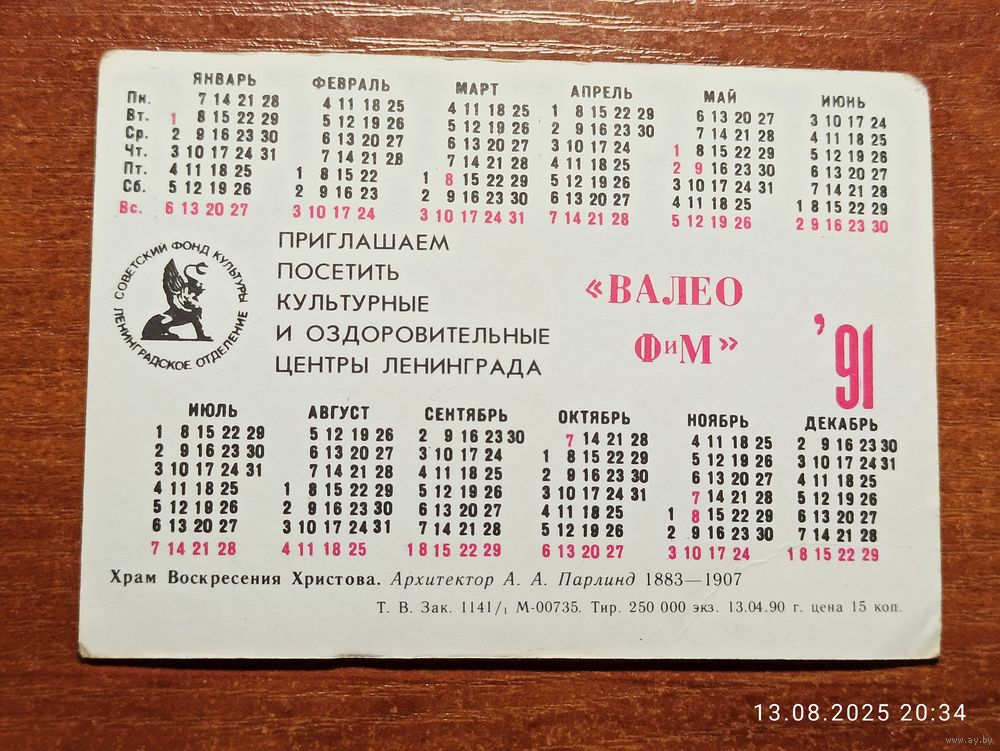 ЯНВАРЬ ФЕВРАЛЬ МАРТ АПРЕЛЬ МАЙ ИЮНЬ
Пн. 7 14 21 28 4 11 18 25 4 11 18 25 1 8 15 22 29 6 13 20 27 3 10 17 24
Вт. 1 8 15 22 29 5 12 19 26 5 12 19 26 2 9 16 23 30 7 14 21 28 4 11 18 25
Ср. 2 9 16 23 30 6 13 20 27 6 13 20 27 3 10 17 24 1 8 15 22 29 5 12 19 26
Чт. 3 10 17 24 31 7 14 21 28 7 14 21 28 4 11 18 25 2 9 16 23 30 6 13 20 27
Пт. 4 11 18 25 1 8 15 22 1 8 15 22 29 5 12 19 26 3 10 17 24 31 7 14 21 28
Сб. 5 12 19 26 2 9 16 23 2 9 16 23 30 6 13 20 27 4 11 18 25 1 8 15 22 29
Вс. 6 13 20 27 3 10 17 24 3 10 17 24 31 7 14 21 28 5 12 19 26 2 9 16 23 30
СОВЕТСКИЙ ФОНД КУЛЬТУРЫ
ЛЕНИНГРАДСКОЕ ОТДЕЛЕНИЕ
ПРИГЛАШАЕМ
ПОСЕТИТЬ
КУЛЬТУРНЫЕ
И ОЗДОРОВИТЕЛЬНЫЕ
ЦЕНТРЫ ЛЕНИНГРАДА
«ВАЛЕО
ФиМ»
'91
ИЮЛЬ АВГУСТ СЕНТЯБРЬ ОКТЯБРЬ НОЯБРЬ ДЕКАБРЬ
1 8 15 22 29 5 12 19 26 2 9 16 23 30 7 14 21 28 4 11 18 25 2 9 16 23 30
2 9 16 23 30 6 13 20 27 3 10 17 24 1 8 15 22 29 5 12 19 26 3 10 17 24 31
3 10 17 24 31 7 14 21 28 4 11 18 25 2 9 16 23 30 6 13 20 27 4 11 18 25
4 11 18 25 1 8 15 22 29 5 12 19 26 3 10 17 24 31 7 14 21 28 5 12 19 26
5 12 19 26 2 9 16 23 30 6 13 20 27 4 11 18 25 1 8 15 22 29 6 13 20 27
6 13 20 27 3 10 17 24 31 7 14 21 28 5 12 19 26 2 9 16 23 30 7 14 21 28
7 14 21 28 4 11 18 25 1 8 15 22 29 6 13 20 27 3 10 17 24 1 8 15 22 29
Храм Воскресения Христова. Архитектор А. А. Парлинд 1883—1907
Т. В. Зак. 1141/1 М-00735. Тир. 250 000 экз. 13.04.90 г. цена 15 коп.
13.08.2025 20:34
www.ay.by